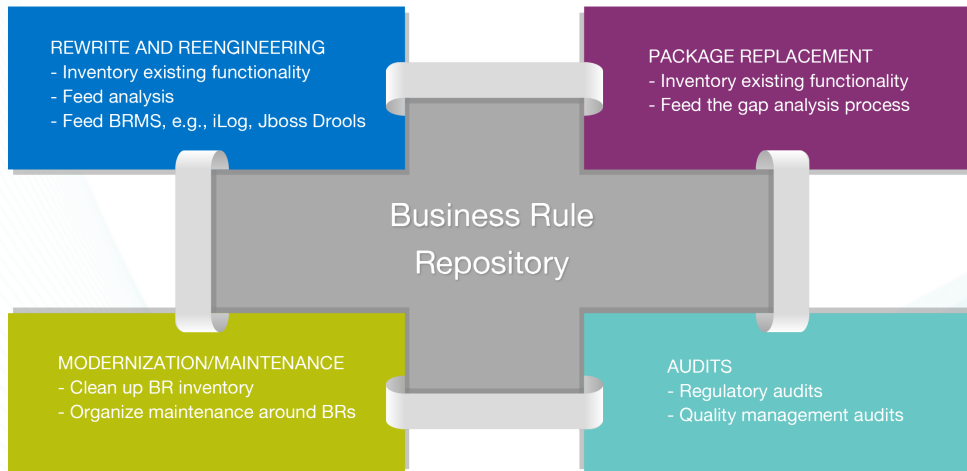 REWRITE AND REENGINEERING
- Inventory existing functionality
- Feed analysis
- Feed BRMS, e.g., iLog, Jboss Drools
PACKAGE REPLACEMENT
- Inventory existing functionality
- Feed the gap analysis process
Business Rule
Repository
MODERNIZATION/MAINTENANCE
- Clean up BR inventory
- Organize maintenance around BRs
AUDITS
- Regulatory audits
- Quality management audits